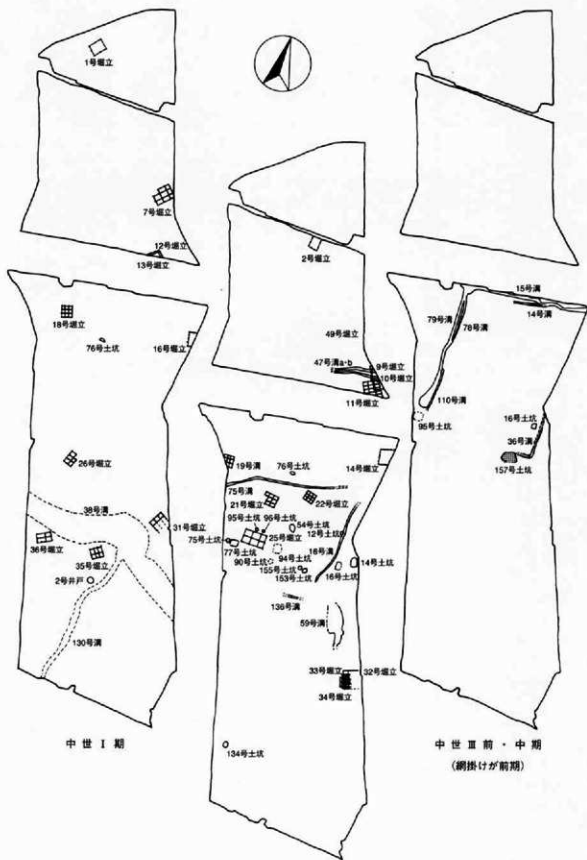 1号堀立
7号堀立
12号堀立
13号堀立
18号堀立
76号土坑
16号堀立
26号堀立
38号溝
31号堀立
36号堀立
35号堀立
2号井戸
130号溝
中世Ⅰ期
2号堀立
49号堀立
47号溝a・b
9号堀立
10号堀立
11号堀立
19号溝
76号土坑
14号堀立
75号溝
21号堀立
22号堀立
95号土坑
96号土坑
54号土坑
12号土坑
75号土坑
77号土坑
25号堀立
94号土坑
18号溝
90号土坑
155号土坑
153号土坑
16号土坑
14号土坑
136号溝
59号溝
33号堀立
32号堀立
34号堀立
134号土坑
15号溝
79号溝
78号溝
14号溝
110号溝
95号土坑
16号土坑
36号溝
157号土坑
中世Ⅲ前・中期
(網掛けが前期)